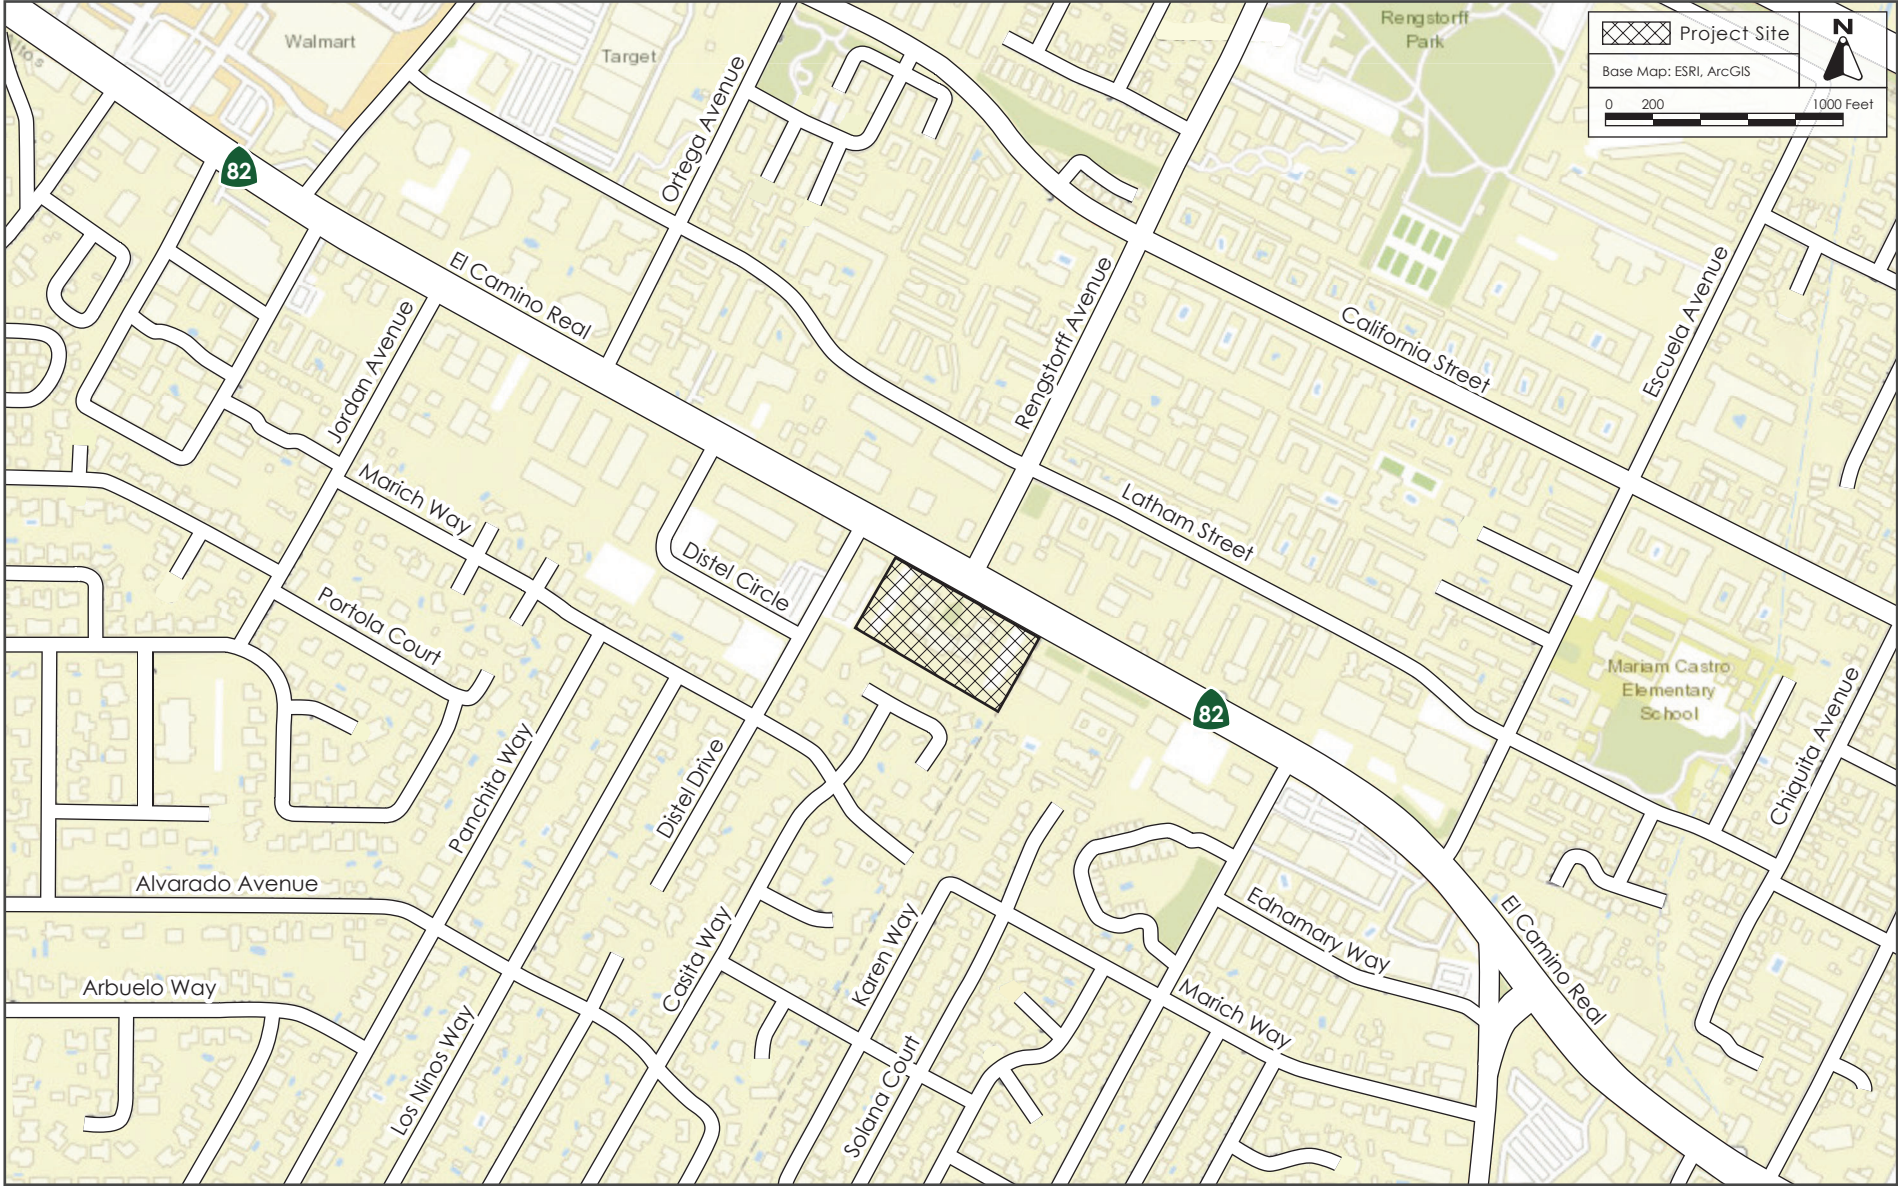 Altos
Walmart
Target
Rengstorff
Park
Project Site
N
Base Map: ESRI, ArcGIS
0 200 1000 Feet
82
Ortega Avenue
El Camino Real
Jordan Avenue
Rengstorff Avenue
California Street
Escuela Avenue
Marich Way
Latham Street
Distel Circle
Portola Court
Mariam Castro
Elementary
School
82
Chiquita Avenue
Panchita Way
Distel Drive
Alvarado Avenue
Casita Way
Karen Way
Ednamary Way
El Camino Real
Arbuelo Way
Los Ninos Way
Solana Court
Marich Way